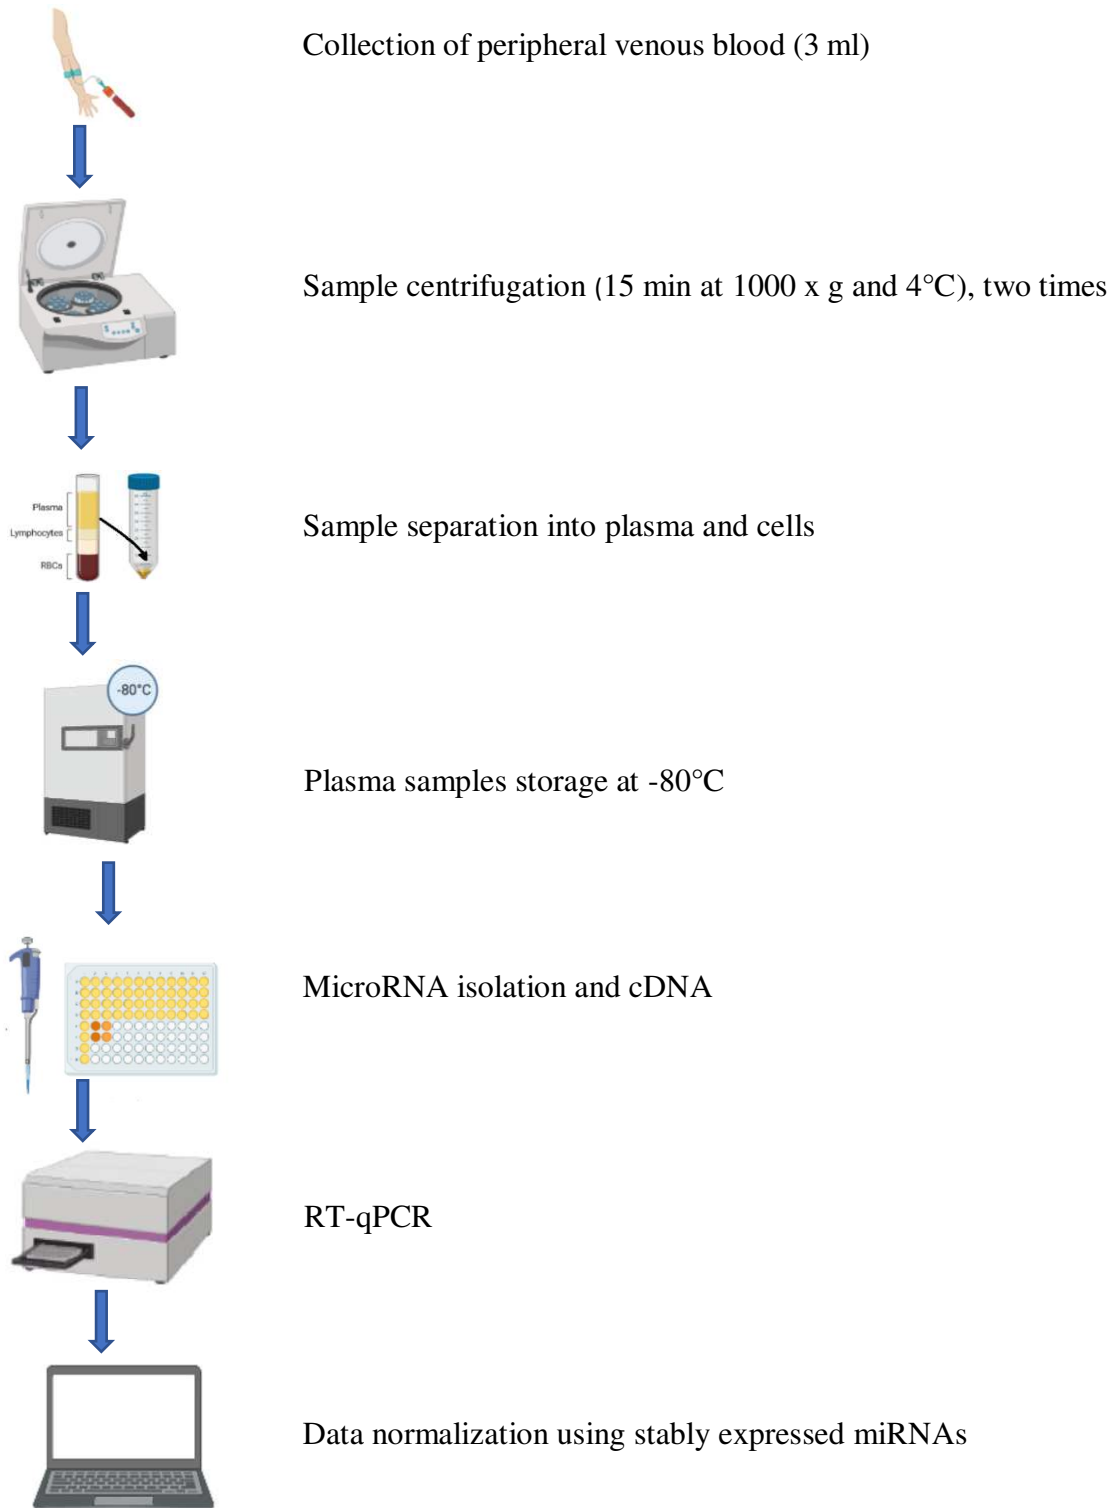 Collection of peripheral venous blood (3 ml)
Sample centrifugation (15 min at 1000 x g and 4°C), two times
Plasma
Lymphocytes
RBCs
Sample separation into plasma and cells
-80°C
Plasma samples storage at -80°C
MicroRNA isolation and cDNA
RT-qPCR
Data normalization using stably expressed miRNAs